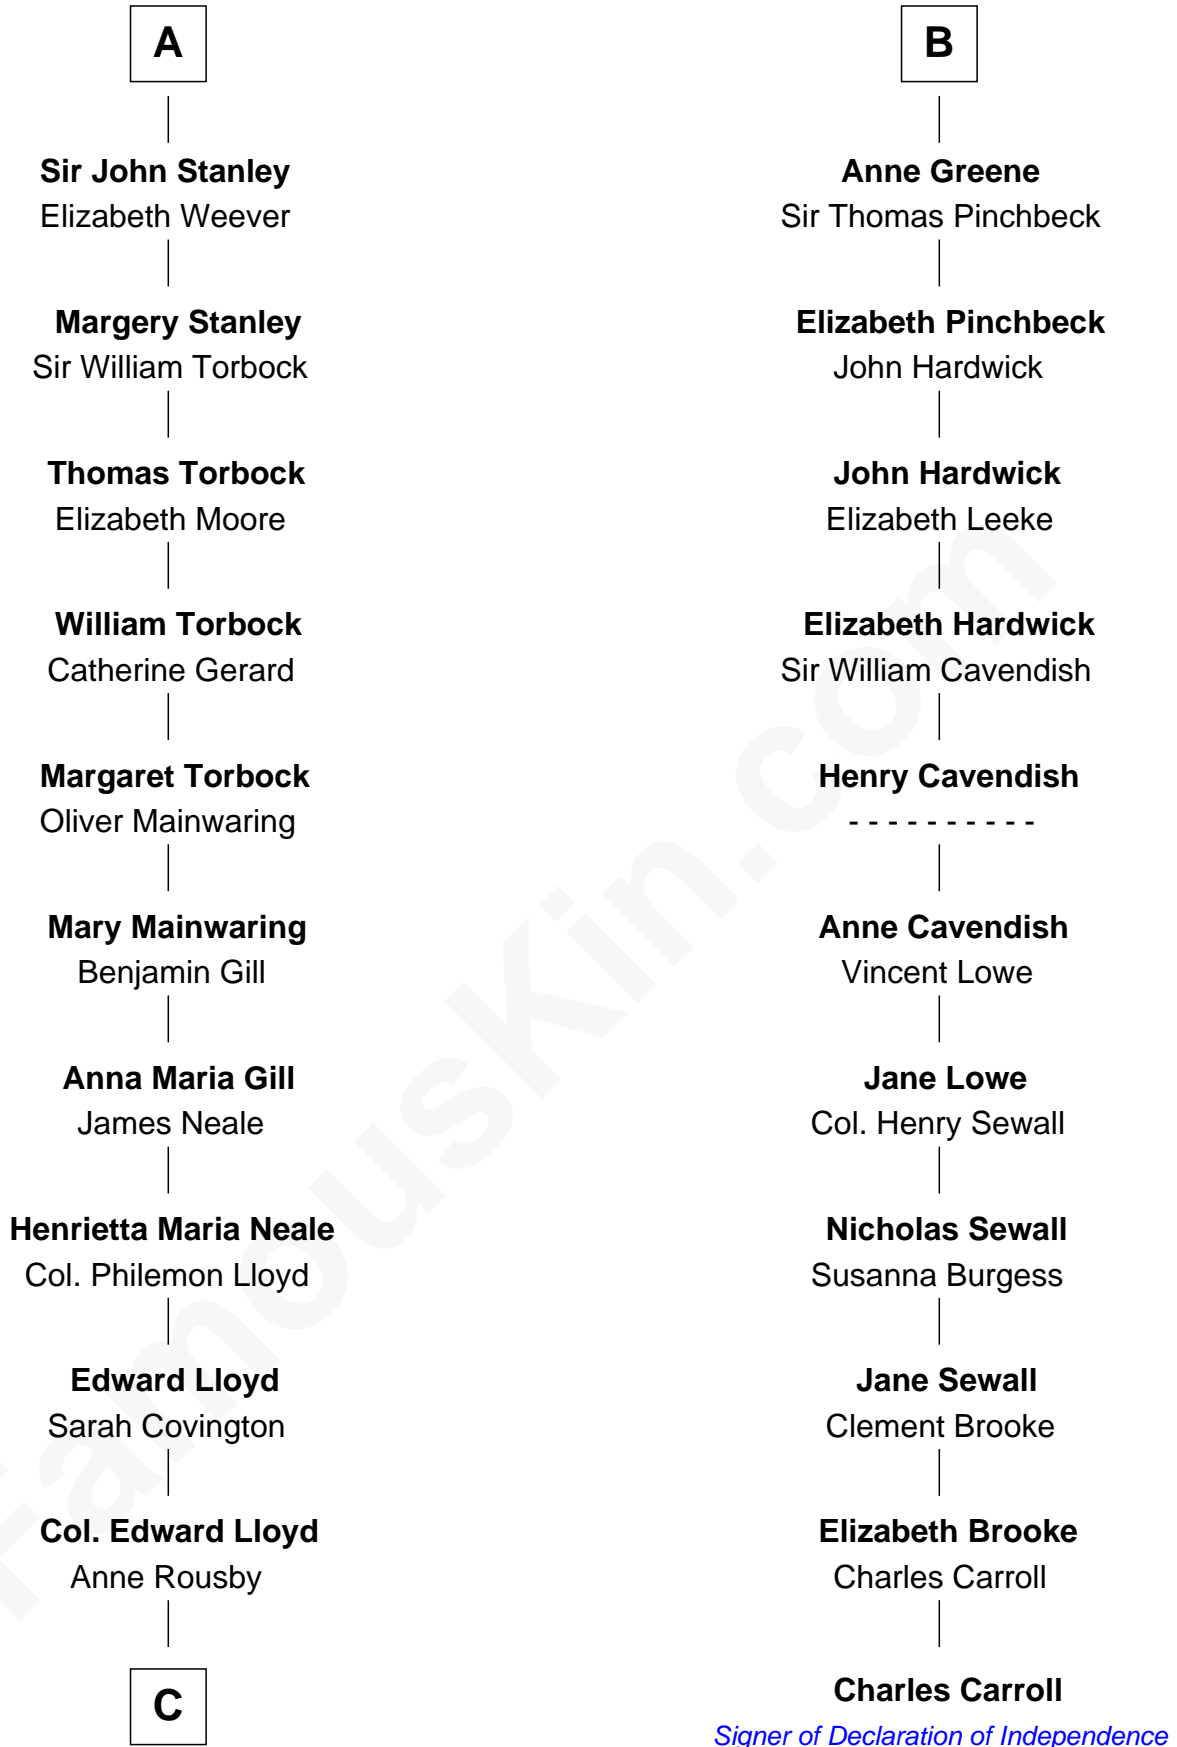 A
Sir John Stanley
Elizabeth Weever
Margery Stanley
Sir William Torbock
Thomas Torbock
Elizabeth Moore
William Torbock
Catherine Gerard
Margaret Torbock
Oliver Mainwaring
Mary Mainwaring
Benjamin Gill
Anna Maria Gill
James Neale
Henrietta Maria Neale
Col. Philemon Lloyd
Edward Lloyd
Sarah Covington
Col. Edward Lloyd
Anne Rousby
C
B
Anne Greene
Sir Thomas Pinchbeck
Elizabeth Pinchbeck
John Hardwick
John Hardwick
Elizabeth Leeke
Elizabeth Hardwick
Sir William Cavendish
Henry Cavendish
- - - - - - - - - -
Anne Cavendish
Vincent Lowe
Jane Lowe
Col. Henry Sewall
Nicholas Sewall
Susanna Burgess
Jane Sewall
Clement Brooke
Elizabeth Brooke
Charles Carroll
Charles Carroll
Signer of Declaration of Independence
FamousKin.com